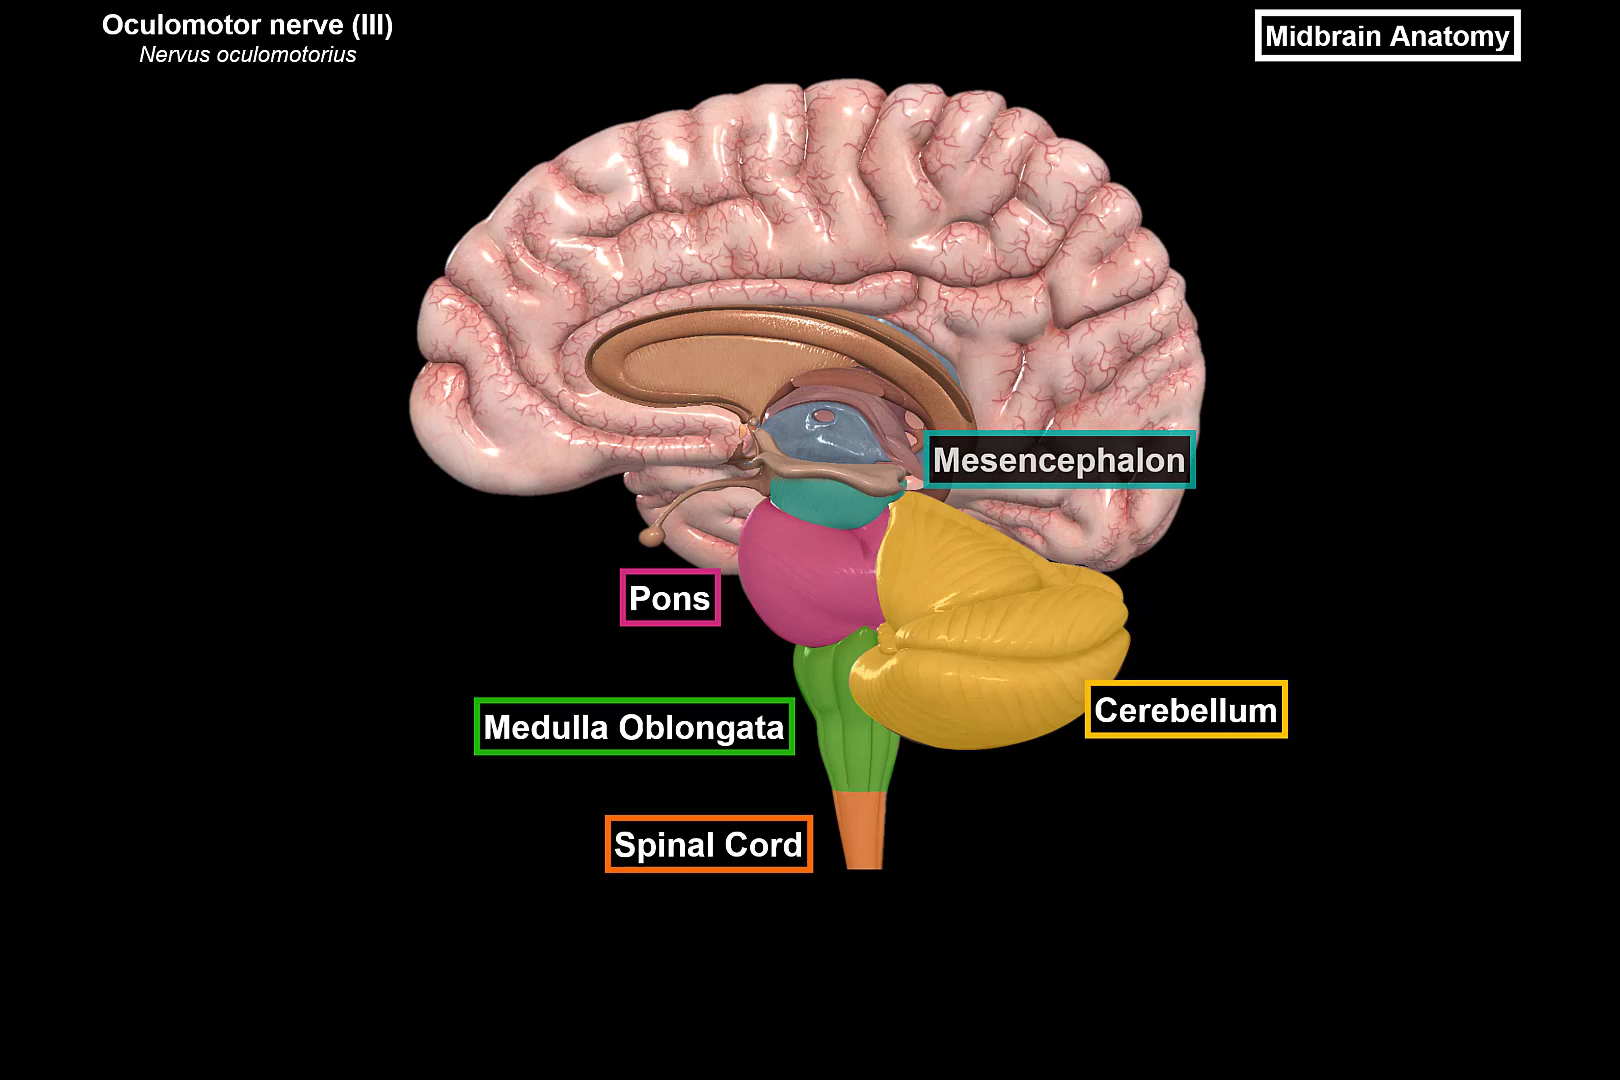 Oculomotor nerve (III)
Nervus oculomotorius
Midbrain Anatomy
Mesencephalon
Pons
Medulla Oblongata
Cerebellum
Spinal Cord